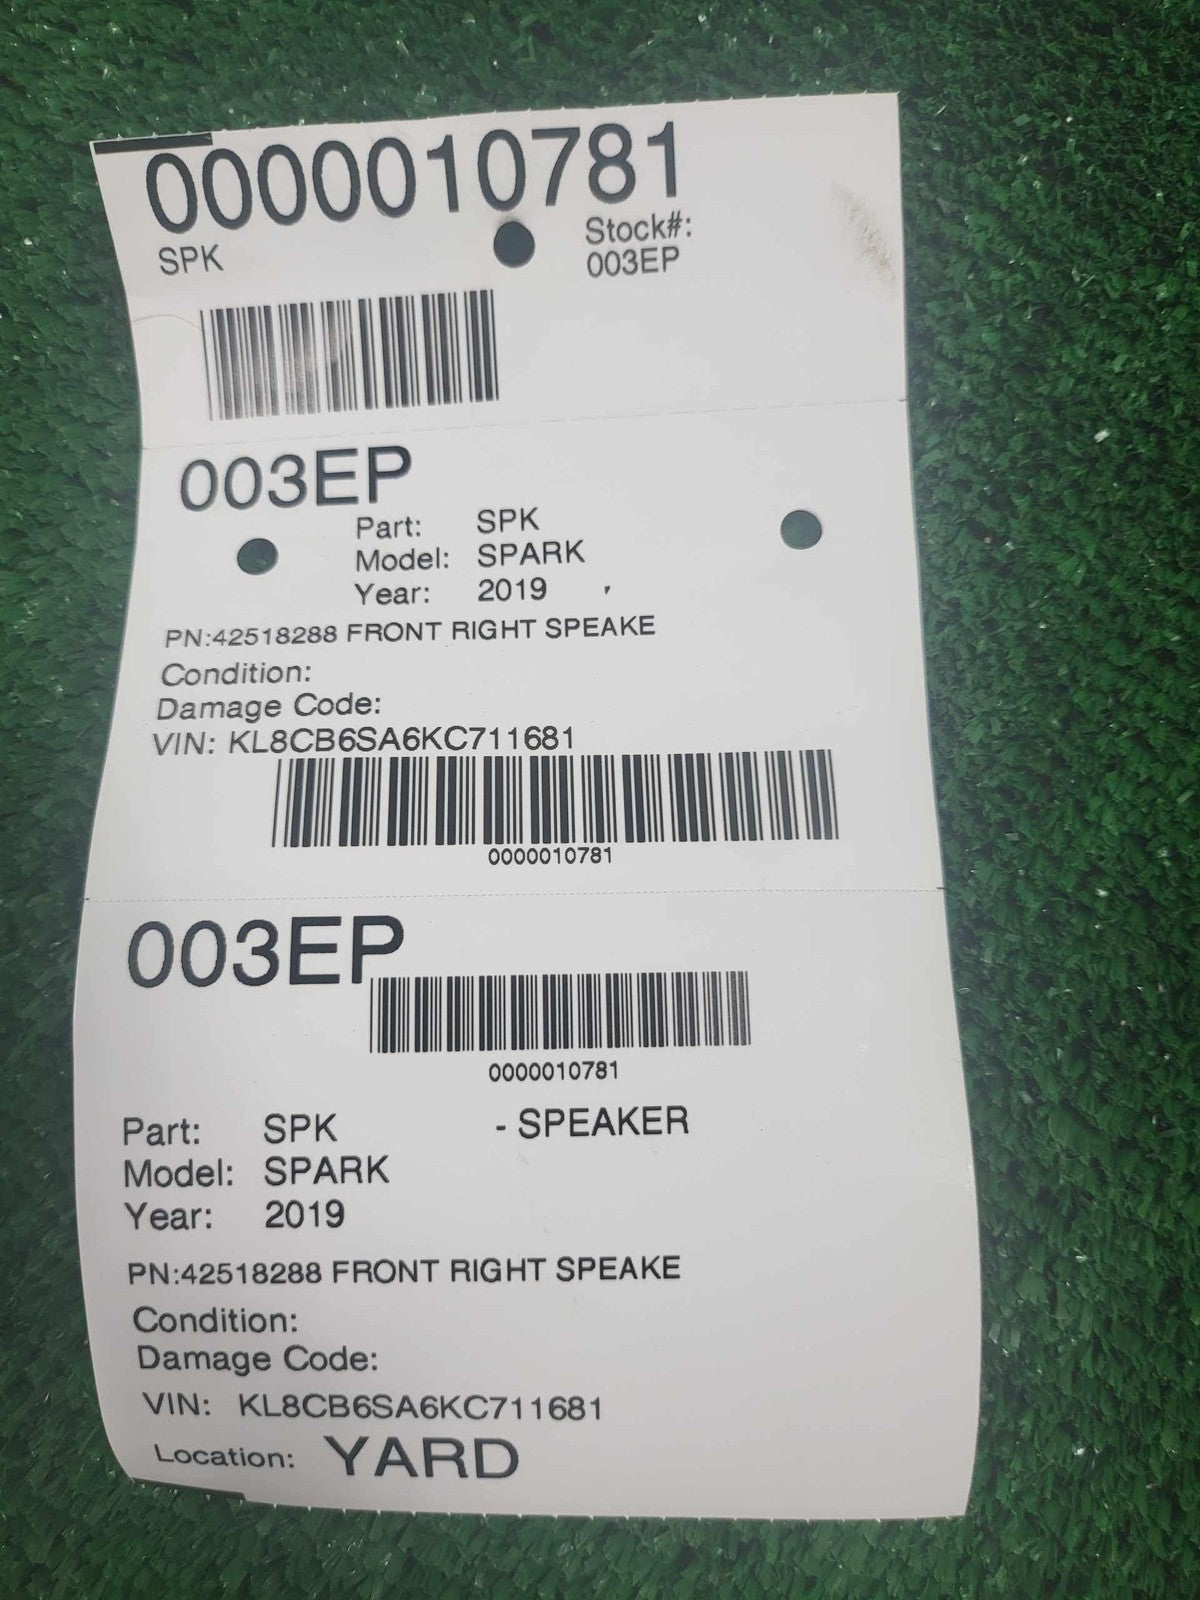 0000010781
SPK
Stock#:
003EP
003EP
Part: SPK
Model: SPARK
Year: 2019
PN:42518288 FRONT RIGHT SPEAKE
Condition:
Damage Code:
VIN: KL8CB6SA6KC711681
0000010781
003EP
0000010781
Part: SPK - SPEAKER
Model: SPARK
Year: 2019
PN:42518288 FRONT RIGHT SPEAKE
Condition:
Damage Code:
VIN: KL8CB6SA6KC711681
Location: YARD